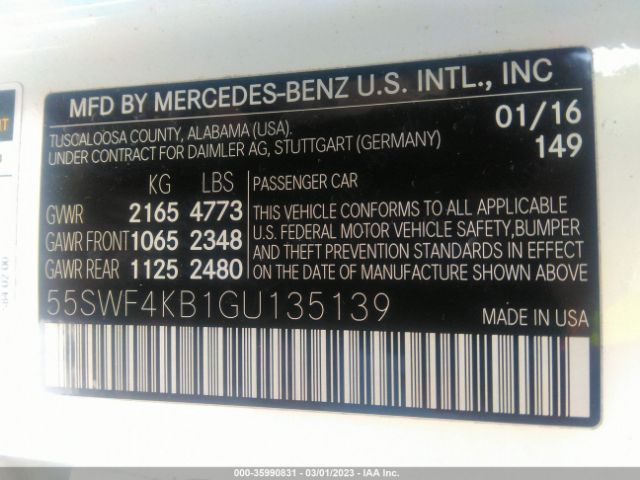 MFD BY MERCEDES-BENZ U.S. INTL., INC
TUSCALOOSA COUNTY, ALABAMA (USA). 01/16
UNDER CONTRACT FOR DAIMLER AG, STUTTGART (GERMANY) 149
KG LBS PASSENGER CAR
GVWR 2165 4773
GAWR FRONT 1065 2348
GAWR REAR 1125 2480
THIS VEHICLE CONFORMS TO ALL APPLICABLE
U.S. FEDERAL MOTOR VEHICLE SAFETY, BUMPER
AND THEFT PREVENTION STANDARDS IN EFFECT
ON THE DATE OF MANUFACTURE SHOWN ABOVE
55SWF4KB1GU135139 MADE IN USA
000-35990831 - 03/01/2023 - IAA Inc.